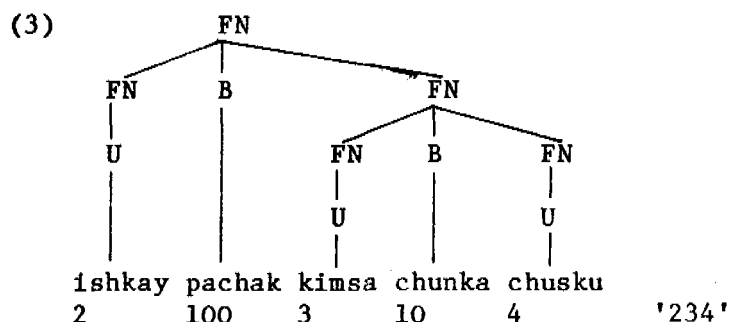 (3) FN
FN B FN
U FN B FN
U U
ishkay pachak kimsa chunka chusku
2 100 3 10 4 '234'